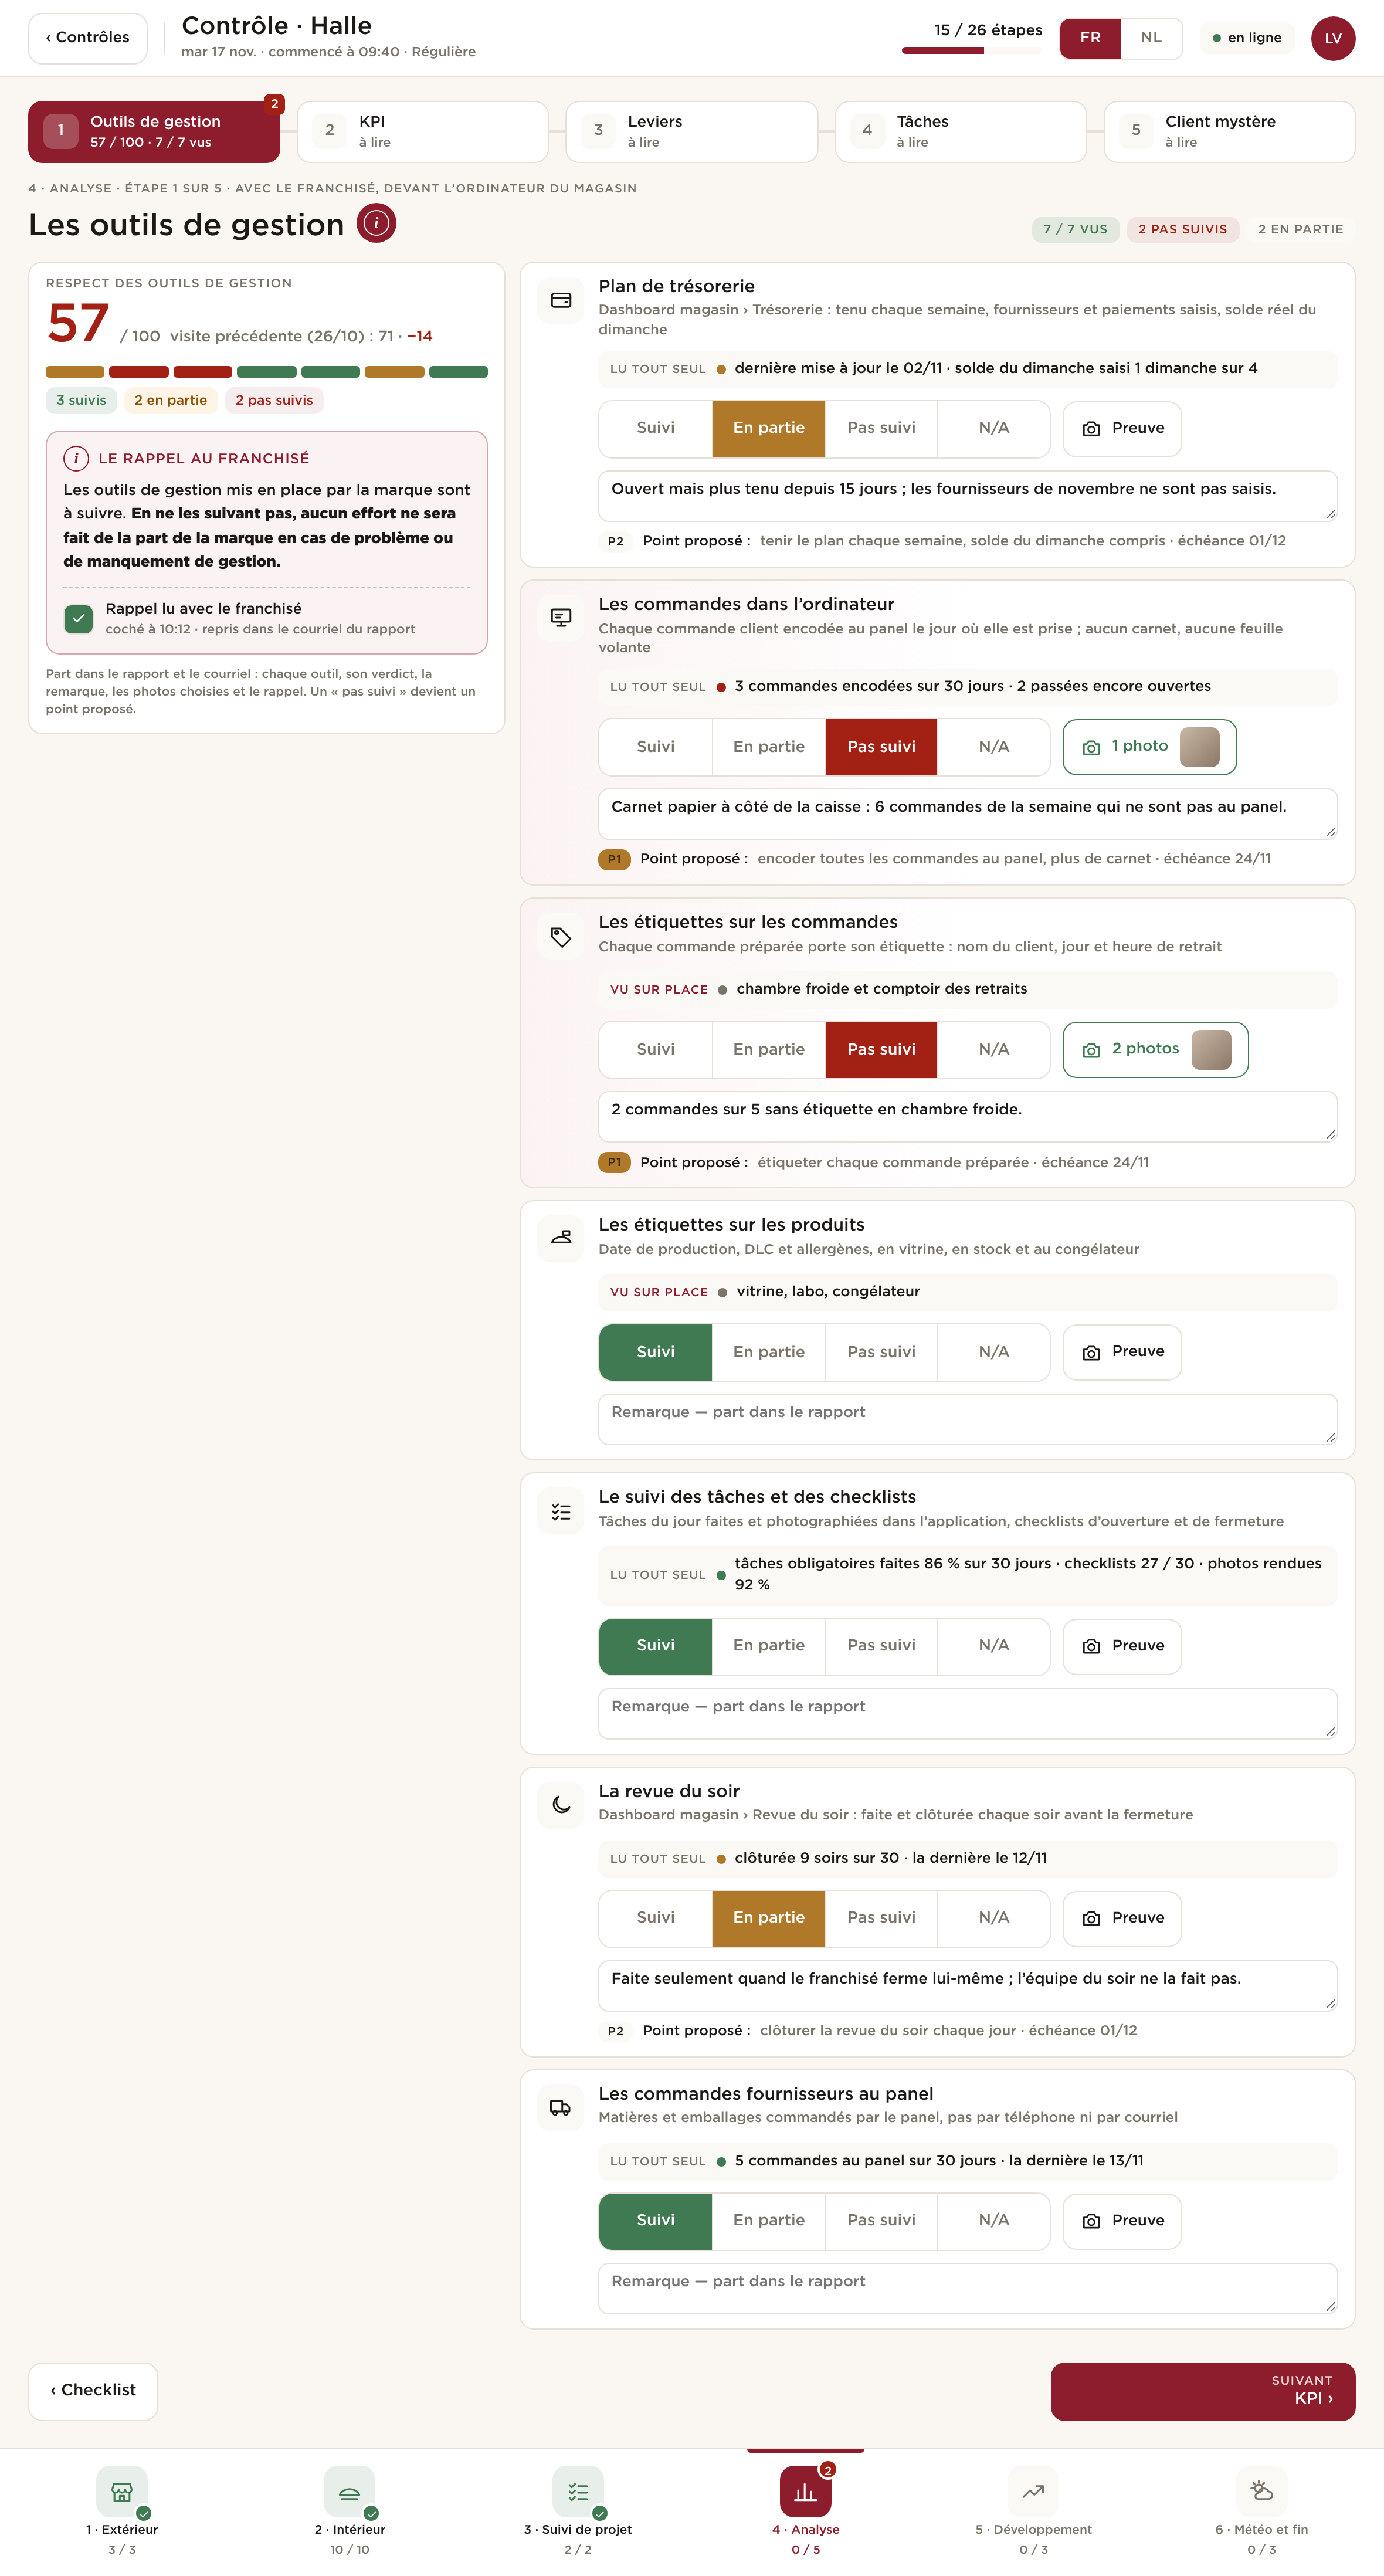 ‹ Contrôles
Contrôle · Halle
mar 17 nov. · commencé à 09:40 · Régulière
15 / 26 étapes
FR
NL
en ligne
LV
1
Outils de gestion
57 / 100 · 7 / 7 vus
2
2
KPI
à lire
3
Leviers
à lire
4
Tâches
à lire
5
Client mystère
à lire
4 · ANALYSE · ÉTAPE 1 SUR 5 · AVEC LE FRANCHISÉ, DEVANT L’ORDINATEUR DU MAGASIN
Les outils de gestion
i
7 / 7 VUS
2 PAS SUIVIS
2 EN PARTIE
RESPECT DES OUTILS DE GESTION
57 / 100 visite précédente (26/10) : 71 · −14
3 suivis
2 en partie
2 pas suivis
i
LE RAPPEL AU FRANCHISÉ
Les outils de gestion mis en place par la marque sont
à suivre. En ne les suivant pas, aucun effort ne sera
fait de la part de la marque en cas de problème ou
de manquement de gestion.
Rappel lu avec le franchisé
coché à 10:12 · repris dans le courriel du rapport
Part dans le rapport et le courriel : chaque outil, son verdict, la
remarque, les photos choisies et le rappel. Un « pas suivi » devient un
point proposé.
Plan de trésorerie
Dashboard magasin › Trésorerie : tenu chaque semaine, fournisseurs et paiements saisis, solde réel du
dimanche
LU TOUT SEUL
dernière mise à jour le 02/11 · solde du dimanche saisi 1 dimanche sur 4
Suivi
En partie
Pas suivi
N/A
Preuve
Ouvert mais plus tenu depuis 15 jours ; les fournisseurs de novembre ne sont pas saisis.
P2
Point proposé : tenir le plan chaque semaine, solde du dimanche compris · échéance 01/12
Les commandes dans l’ordinateur
Chaque commande client encodée au panel le jour où elle est prise ; aucun carnet, aucune feuille
volante
LU TOUT SEUL
3 commandes encodées sur 30 jours · 2 passées encore ouvertes
Suivi
En partie
Pas suivi
N/A
1 photo
Carnet papier à côté de la caisse : 6 commandes de la semaine qui ne sont pas au panel.
P1
Point proposé : encoder toutes les commandes au panel, plus de carnet · échéance 24/11
Les étiquettes sur les commandes
Chaque commande préparée porte son étiquette : nom du client, jour et heure de retrait
VU SUR PLACE
chambre froide et comptoir des retraits
Suivi
En partie
Pas suivi
N/A
2 photos
2 commandes sur 5 sans étiquette en chambre froide.
P1
Point proposé : étiqueter chaque commande préparée · échéance 24/11
Les étiquettes sur les produits
Date de production, DLC et allergènes, en vitrine, en stock et au congélateur
VU SUR PLACE
vitrine, labo, congélateur
Suivi
En partie
Pas suivi
N/A
Preuve
Remarque — part dans le rapport
Le suivi des tâches et des checklists
Tâches du jour faites et photographiées dans l’application, checklists d’ouverture et de fermeture
LU TOUT SEUL
tâches obligatoires faites 86 % sur 30 jours · checklists 27 / 30 · photos rendues
92 %
Suivi
En partie
Pas suivi
N/A
Preuve
Remarque — part dans le rapport
La revue du soir
Dashboard magasin › Revue du soir : faite et clôturée chaque soir avant la fermeture
LU TOUT SEUL
clôturée 9 soirs sur 30 · la dernière le 12/11
Suivi
En partie
Pas suivi
N/A
Preuve
Faite seulement quand le franchisé ferme lui-même ; l’équipe du soir ne la fait pas.
P2
Point proposé : clôturer la revue du soir chaque jour · échéance 01/12
Les commandes fournisseurs au panel
Matières et emballages commandés par le panel, pas par téléphone ni par courriel
LU TOUT SEUL
5 commandes au panel sur 30 jours · la dernière le 13/11
Suivi
En partie
Pas suivi
N/A
Preuve
Remarque — part dans le rapport
‹ Checklist
SUIVANT
KPI ›
1 · Extérieur
3 / 3
2 · Intérieur
10 / 10
3 · Suivi de projet
2 / 2
2
4 · Analyse
0 / 5
5 · Développement
0 / 3
6 · Météo et fin
0 / 3